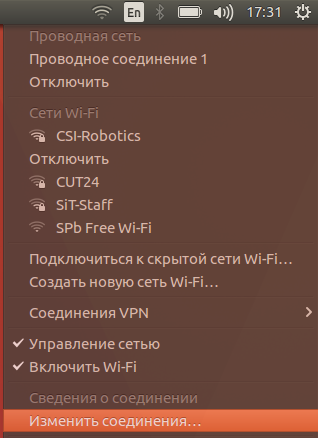 En 17:31
Проводная сеть
Проводное соединение 1
Отключить
Сети Wi-Fi
CSI-Robotics
Отключить
CUT24
SiT-Staff
SPb Free Wi-Fi
Подключиться к скрытой сети Wi-Fi…
Создать новую сеть Wi-Fi…
Соединения VPN
Управление сетью
Включить Wi-Fi
Сведения о соединении
Изменить соединения…